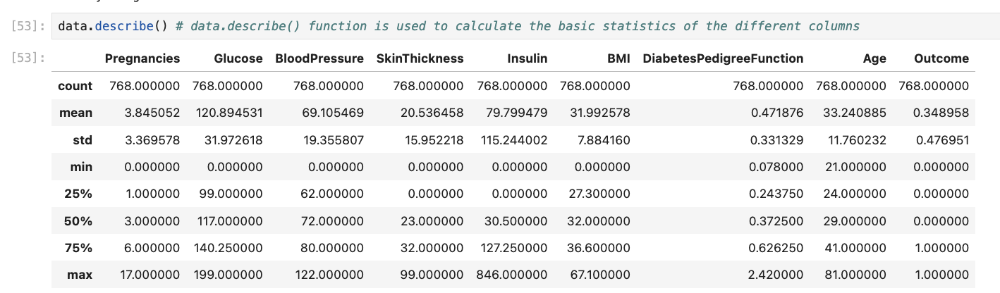 [53]: data.describe() # data.describe() function is used to calculate the basic statistics of the different columns
[53]: Pregnancies Glucose BloodPressure SkinThickness Insulin BMI DiabetesPedigreeFunction Age Outcome
count 768.000000 768.000000 768.000000 768.000000 768.000000 768.000000 768.000000 768.000000 768.000000
mean 3.845052 120.894531 69.105469 20.536458 79.799479 31.992578 0.471876 33.240885 0.348958
std 3.369578 31.972618 19.355807 15.952218 115.244002 7.884160 0.331329 11.760232 0.476951
min 0.000000 0.000000 0.000000 0.000000 0.000000 0.000000 0.078000 21.000000 0.000000
25% 1.000000 99.000000 62.000000 0.000000 0.000000 27.300000 0.243750 24.000000 0.000000
50% 3.000000 117.000000 72.000000 23.000000 30.500000 32.000000 0.372500 29.000000 0.000000
75% 6.000000 140.250000 80.000000 32.000000 127.250000 36.600000 0.626250 41.000000 1.000000
max 17.000000 199.000000 122.000000 99.000000 846.000000 67.100000 2.420000 81.000000 1.000000